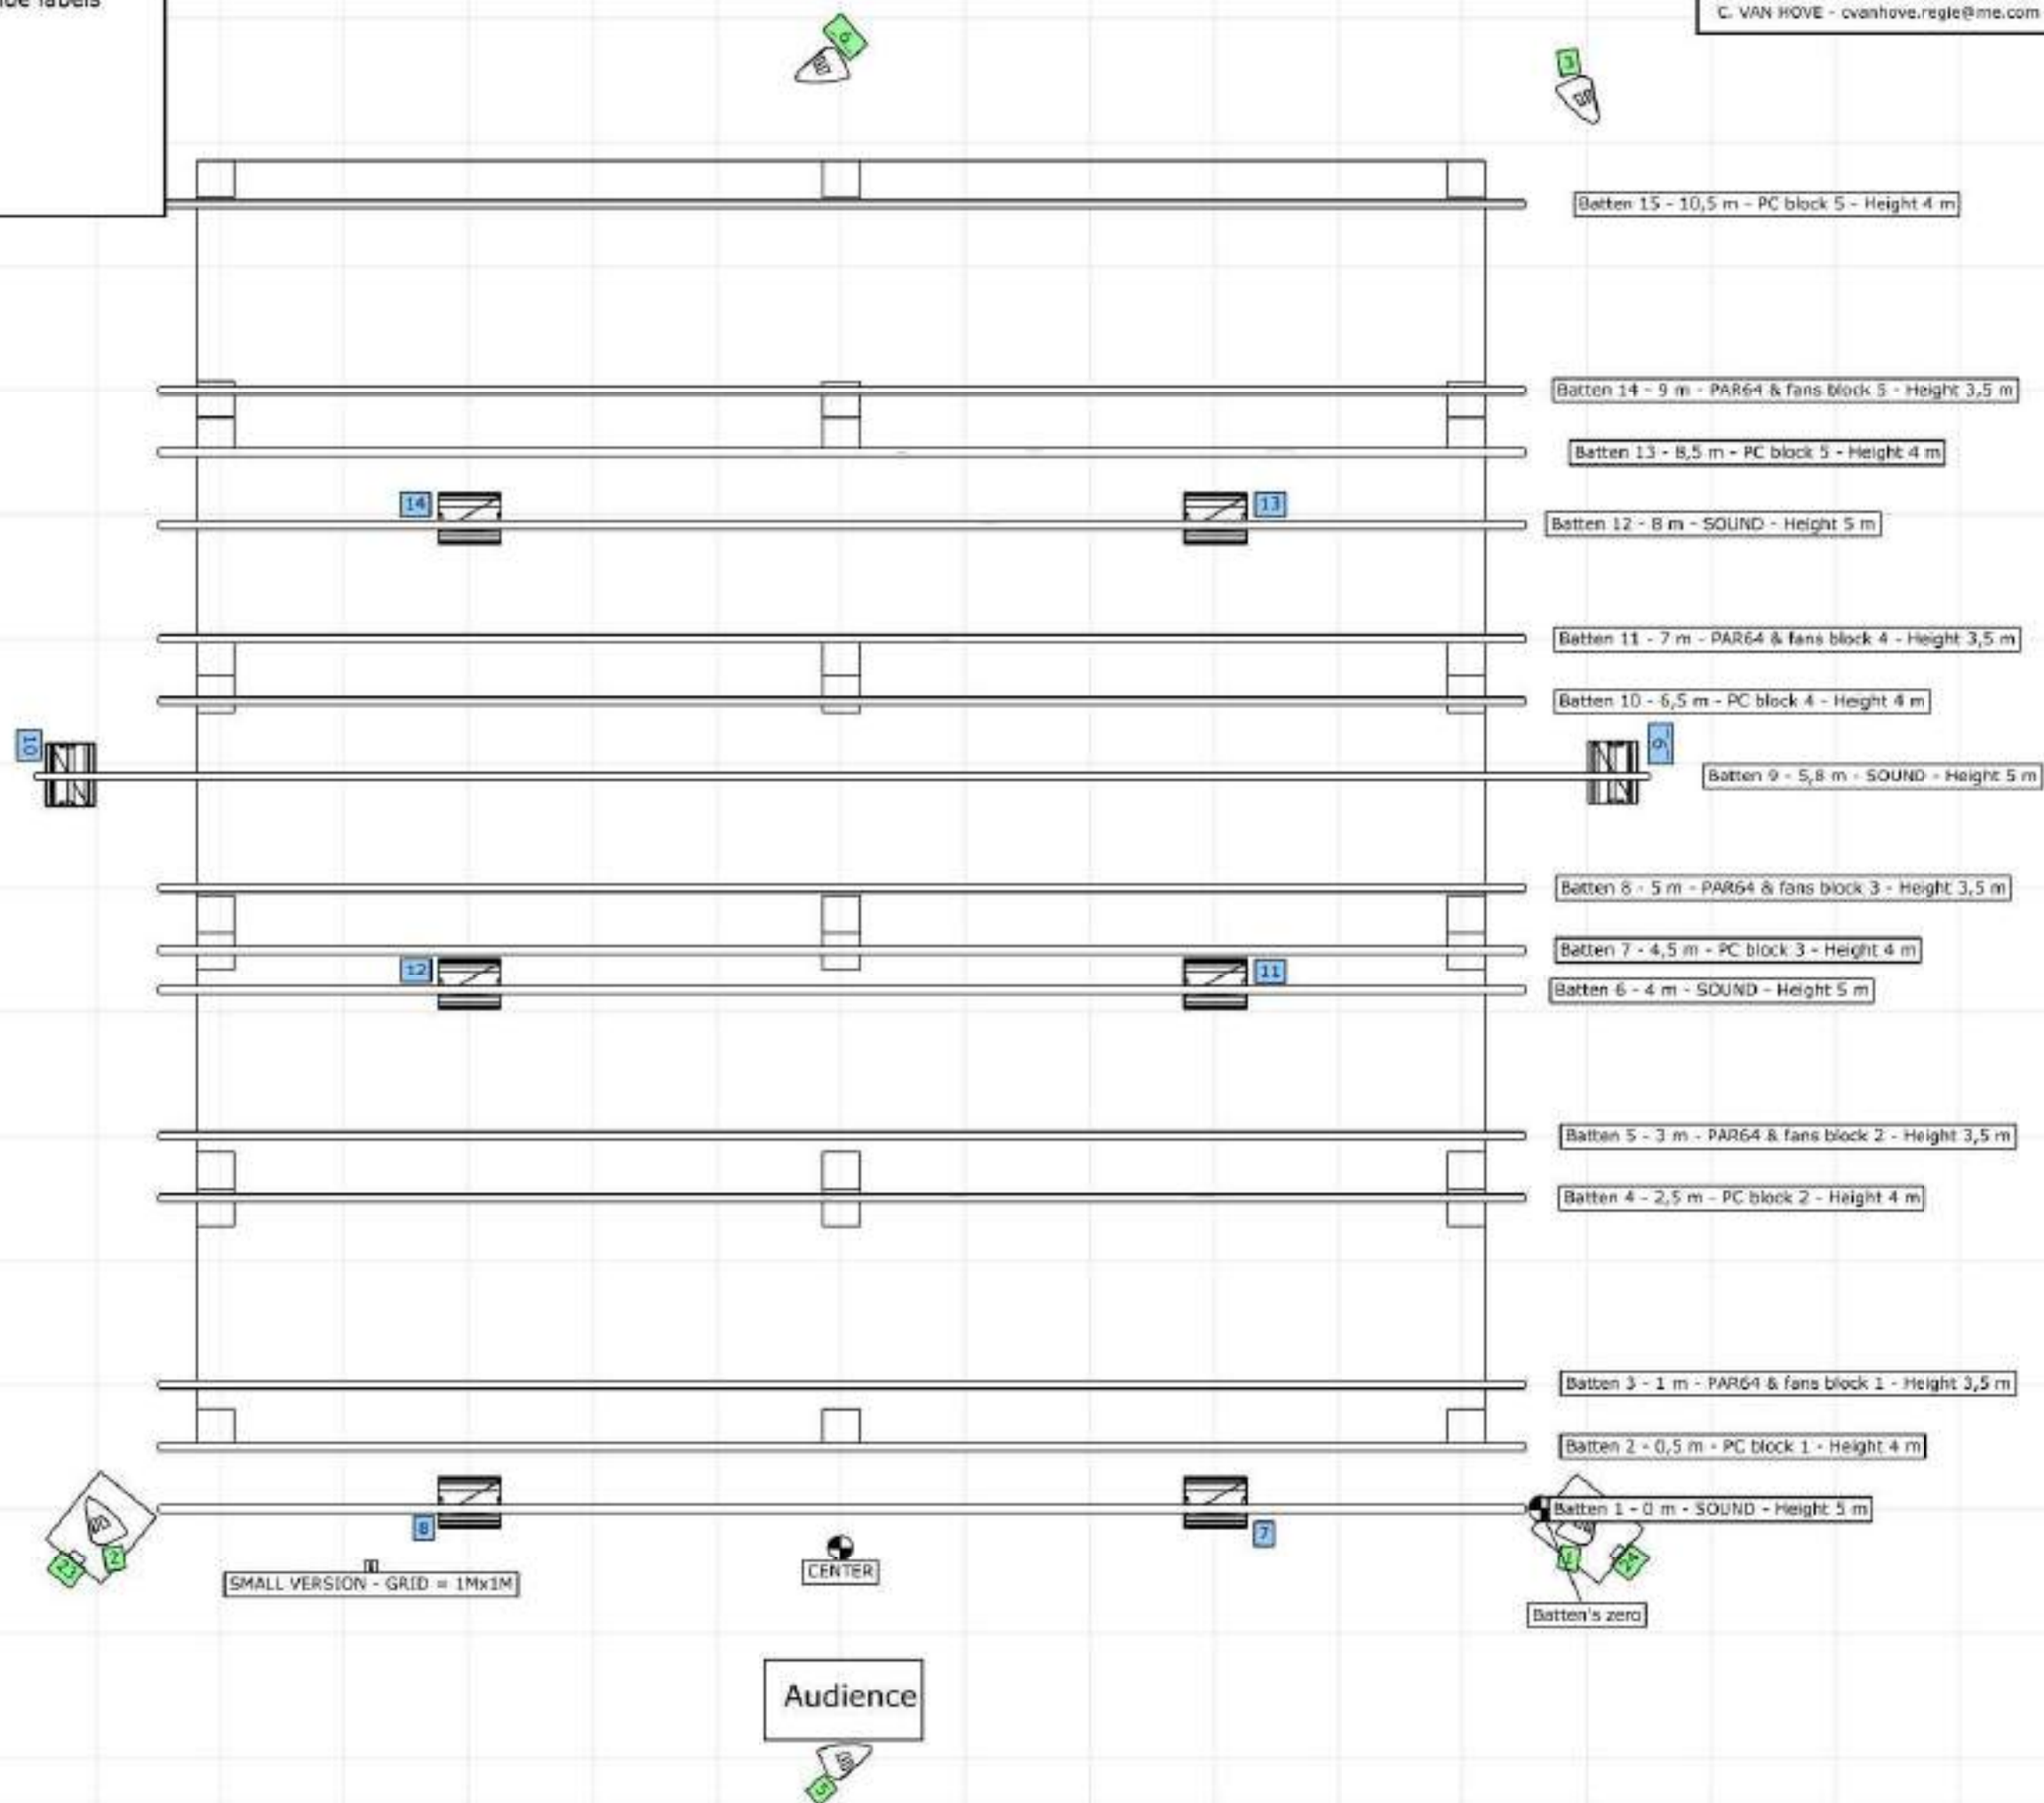 labels
C. VAN HOVE - cvanhove.regie@me.com
6
3
Batten 15 - 10,5 m - PC block 5 - Height 4 m
Batten 14 - 9 m - PAR64 & fans block 5 - Height 3,5 m
Batten 13 - 8,5 m - PC block 5 - Height 4 m
14
13
Batten 12 - 8 m - SOUND - Height 5 m
Batten 11 - 7 m - PAR64 & fans block 4 - Height 3,5 m
Batten 10 - 6,5 m - PC block 4 - Height 4 m
10
9
Batten 9 - 5,8 m - SOUND - Height 5 m
Batten 8 - 5 m - PAR64 & fans block 3 - Height 3,5 m
Batten 7 - 4,5 m - PC block 3 - Height 4 m
12
11
Batten 6 - 4 m - SOUND - Height 5 m
Batten 5 - 3 m - PAR64 & fans block 2 - Height 3,5 m
Batten 4 - 2,5 m - PC block 2 - Height 4 m
Batten 3 - 1 m - PAR64 & fans block 1 - Height 3,5 m
Batten 2 - 0,5 m - PC block 1 - Height 4 m
Batten 1 - 0 m - SOUND - Height 5 m
8
7
23
2
1
24
SMALL VERSION - GRID = 1Mx1M
CENTER
Batten's zero
Audience
5